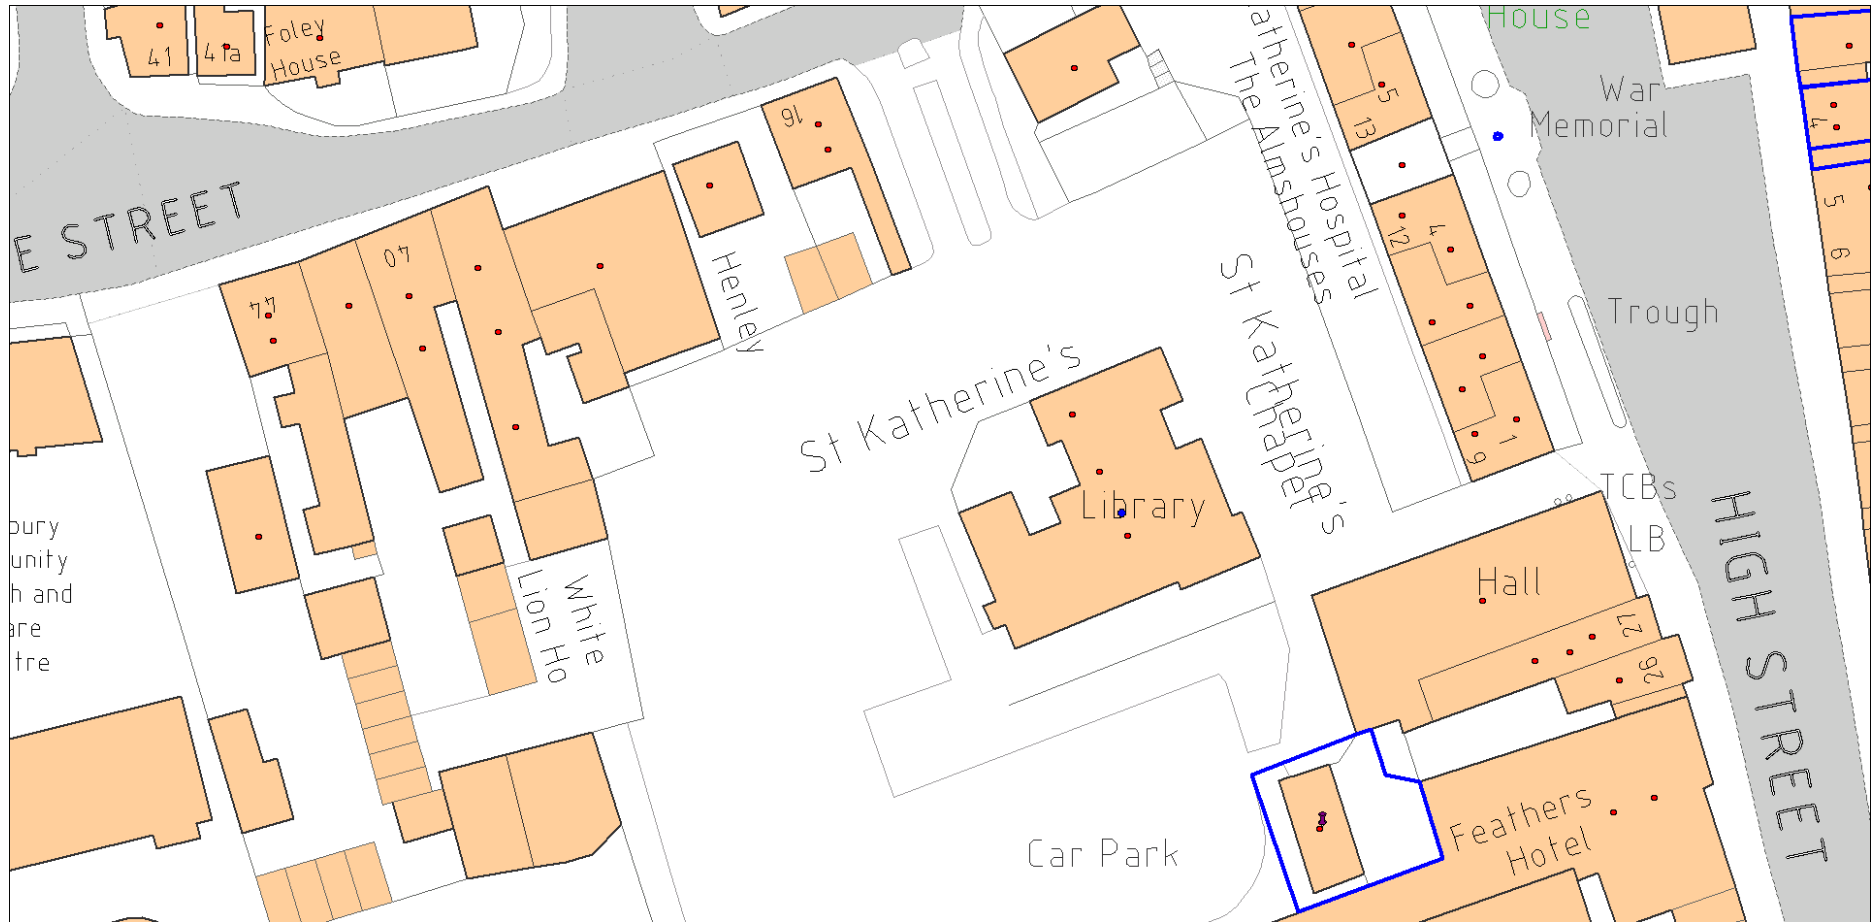 House
41
41a
Foley
House
War
Memorial
16
4
5
13
atherine's Hospital
The Almshouses
E STREET
40
44
Henley
12
4
5
6
Trough
St Katherine's
St Katherine's
Chapel
Library
9
1
TCBs
LB
HIGH STREET
bury
unity
h and
are
tre
White
Lion Ho
Hall
27
26
Car Park
Feathers
Hotel